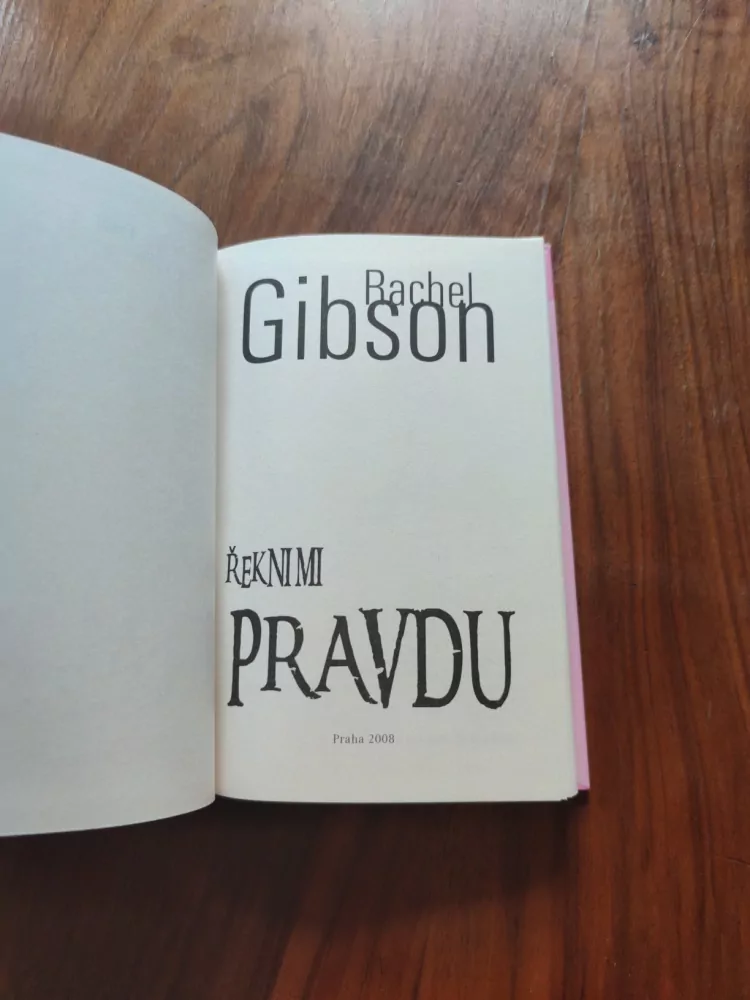 Rachel
Gibson
ŘEKNI MI
PRAVDU
Praha 2008